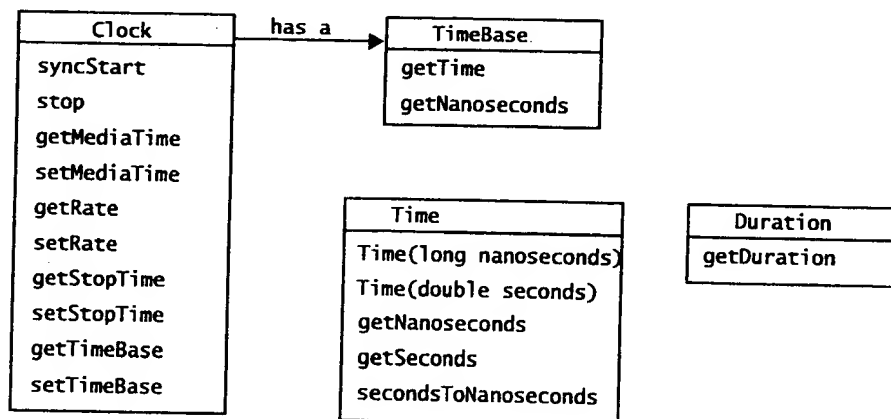 Clock
syncStart
stop
getMediaTime
setMediaTime
getRate
setRate
getStopTime
setStopTime
getTimeBase
setTimeBase
has a
TimeBase
getTime
getNanoseconds
Time
Time(long nanoseconds)
Time(double seconds)
getNanoseconds
getSeconds
secondsToNanoseconds
Duration
getDuration